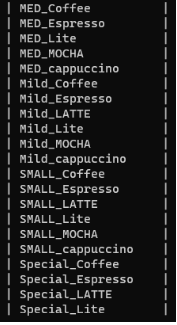 | MED_Coffee |
| MED_Espresso |
| MED_Lite |
| MED_MOCHA |
| MED_cappuccino |
| Mild_Coffee |
| Mild_Espresso |
| Mild_LATTE |
| Mild_Lite |
| Mild_MOCHA |
| Mild_cappuccino |
| SMALL_Coffee |
| SMALL_Espresso |
| SMALL_LATTE |
| SMALL_Lite |
| SMALL_MOCHA |
| SMALL_cappuccino |
| Special_Coffee |
| Special_Espresso |
| Special_LATTE |
| Special_Lite |